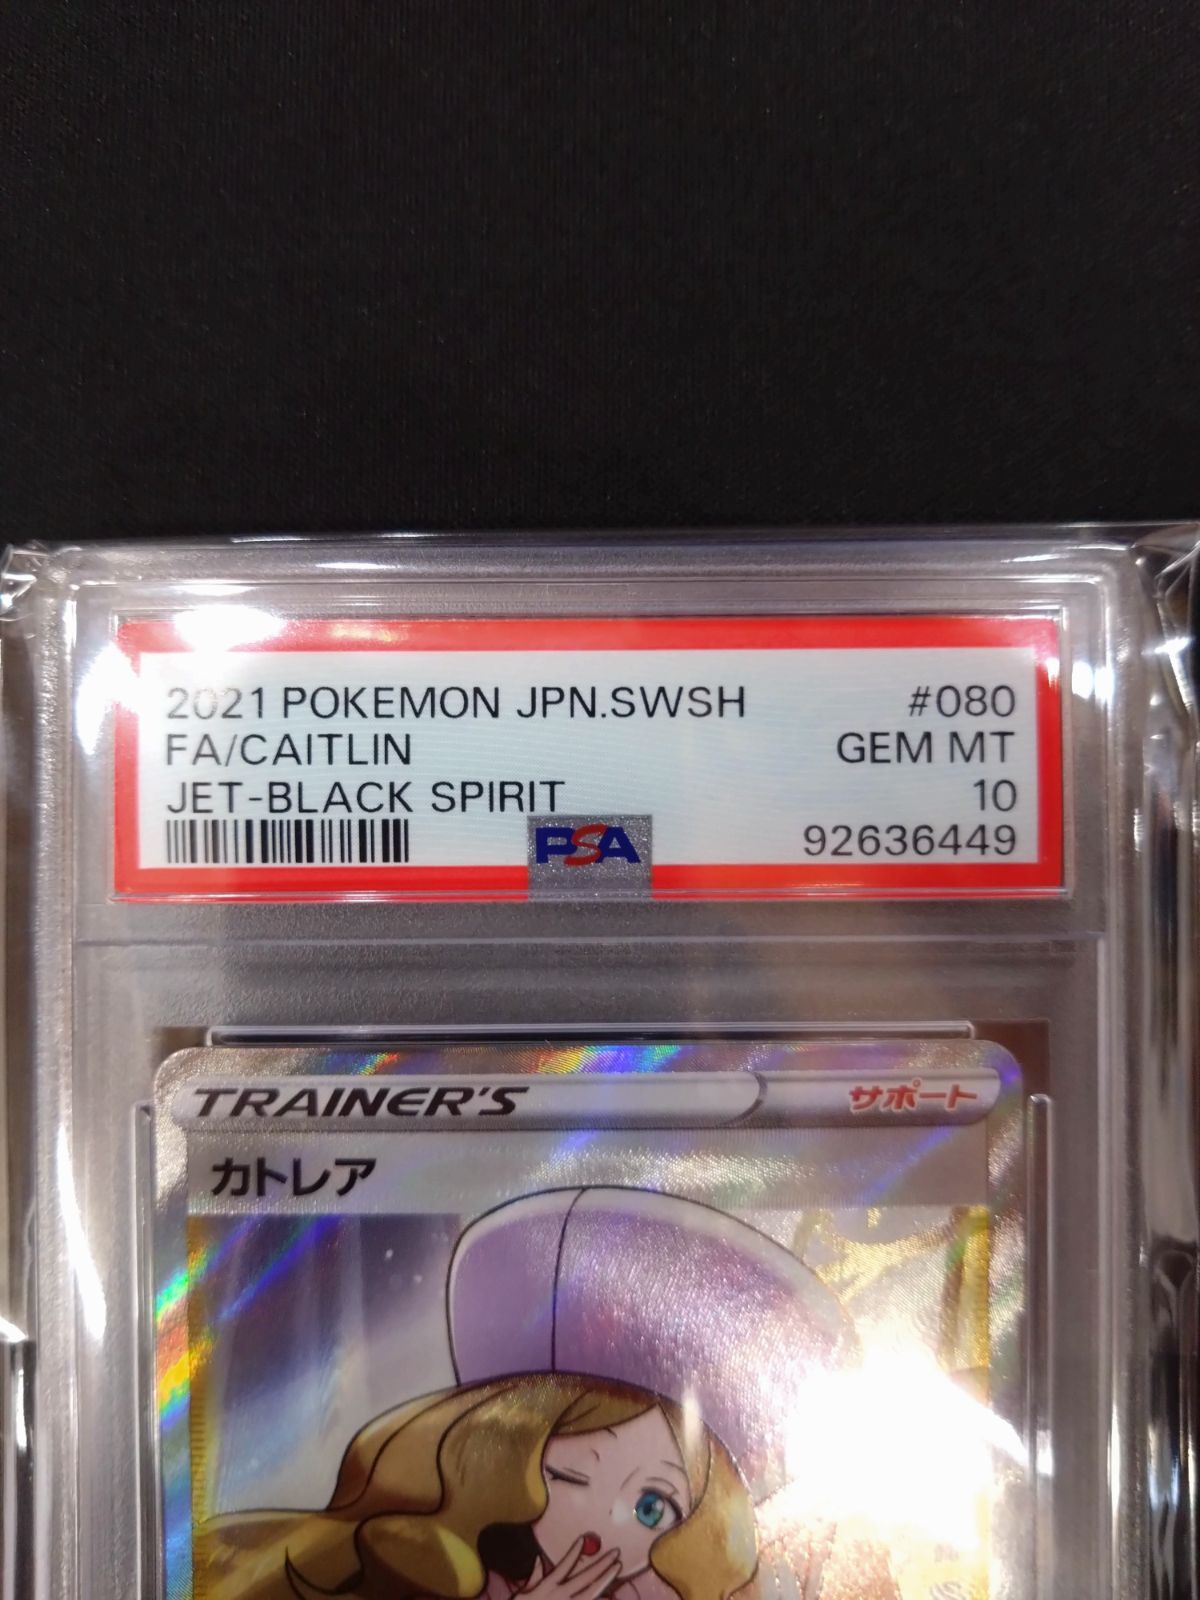 2021 POKEMON JPN.SWSH #080
FA/CAITLIN GEM MT
JET-BLACK SPIRIT 10
PSA 92636449
TRAINER'S サポート
カトレア